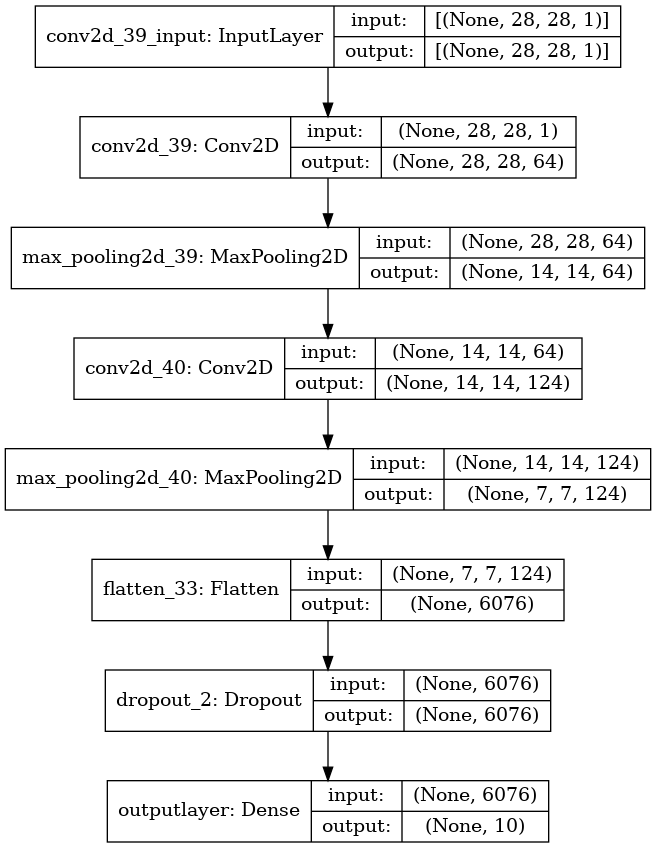 conv2d_39_input: InputLayer
input:
[(None, 28, 28, 1)]
output:
[(None, 28, 28, 1)]
conv2d_39: Conv2D
input:
(None, 28, 28, 1)
output:
(None, 28, 28, 64)
max_pooling2d_39: MaxPooling2D
input:
(None, 28, 28, 64)
output:
(None, 14, 14, 64)
conv2d_40: Conv2D
input:
(None, 14, 14, 64)
output:
(None, 14, 14, 124)
max_pooling2d_40: MaxPooling2D
input:
(None, 14, 14, 124)
output:
(None, 7, 7, 124)
flatten_33: Flatten
input:
(None, 7, 7, 124)
output:
(None, 6076)
dropout_2: Dropout
input:
(None, 6076)
output:
(None, 6076)
outputlayer: Dense
input:
(None, 6076)
output:
(None, 10)